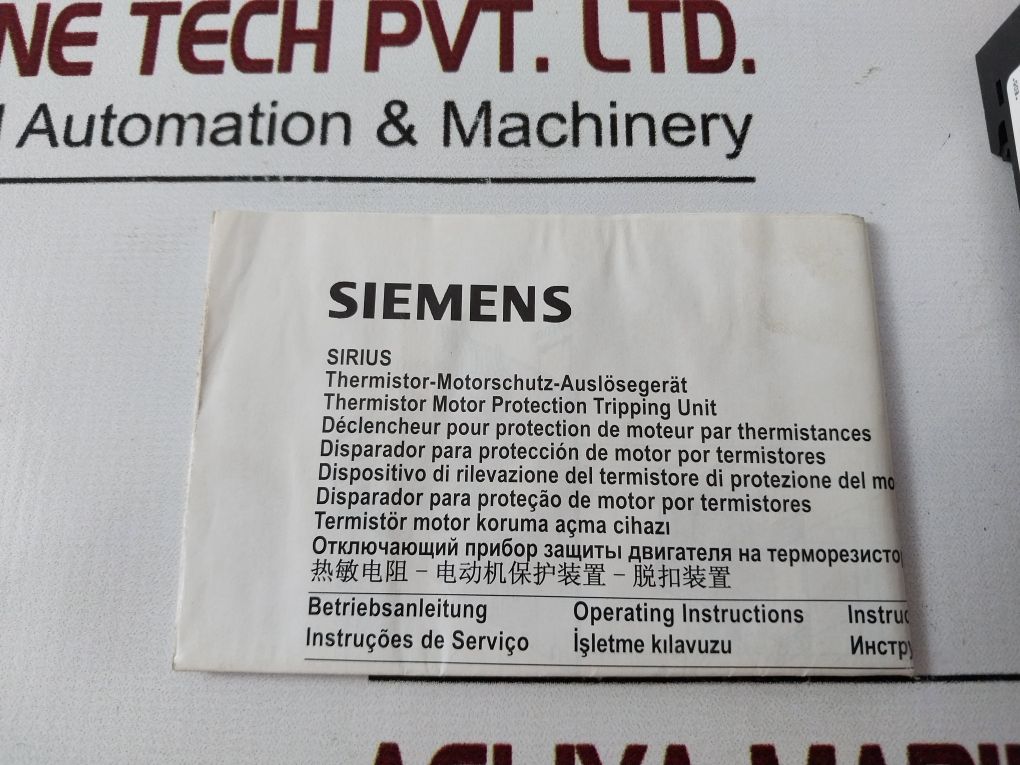 NE TECH PVT. LTD.
Automation & Machinery
SIEMENS
SIRIUS
Thermistor-Motorschutz-Auslösegerät
Thermistor Motor Protection Tripping Unit
Déclencheur pour protection de moteur par thermistances
Disparador para protección de motor por termistores
Dispositivo di rilevazione del termistore di protezione del mo
Disparador para proteção de motor por termistores
Termistör motor koruma açma cihazı
Отключающий прибор защиты двигателя на терморезисто
热敏电阻 – 电动机保护装置 – 脱扣装置
Betriebsanleitung Operating Instructions Instruc
Instruções de Serviço İşletme kılavuzu Инстру